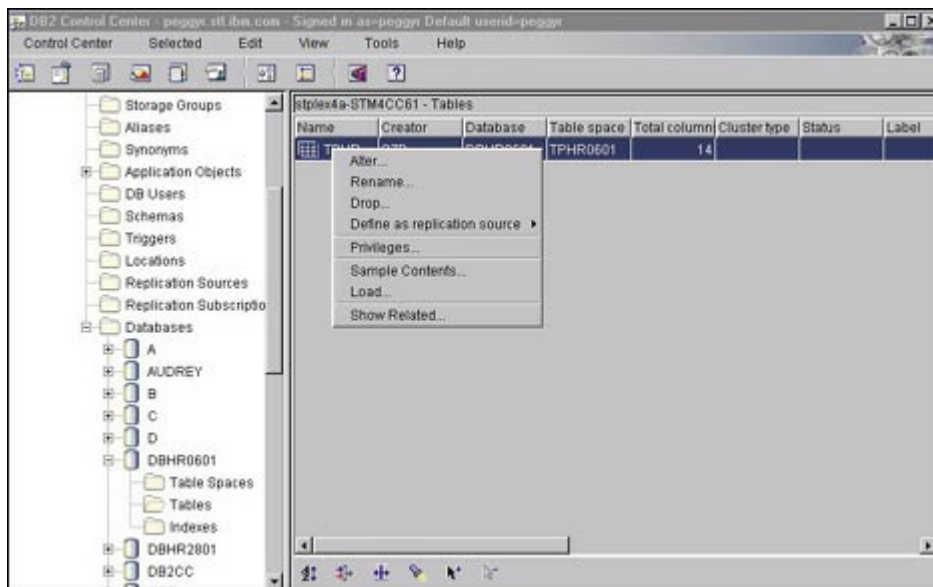 DB2 Control Center - peggyr.stl.ibm.com - Signed in as=peggyr Default userid=peggyr
Control Center Selected Edit View Tools Help
Storage Groups
Aliases
Synonyms
Application Objects
DB Users
Schemas
Triggers
Locations
Replication Sources
Replication Subscriptio
Databases
A
AUDREY
B
C
D
DBHR0601
Table Spaces
Tables
Indexes
DBHR2801
DB2CC
stplex4a-STM4CC61 - Tables
Name Creator Database Table space Total column Cluster type Status Label
TPHR0601 14
Alter...
Rename...
Drop...
Define as replication source
Privileges...
Sample Contents...
Load...
Show Related...